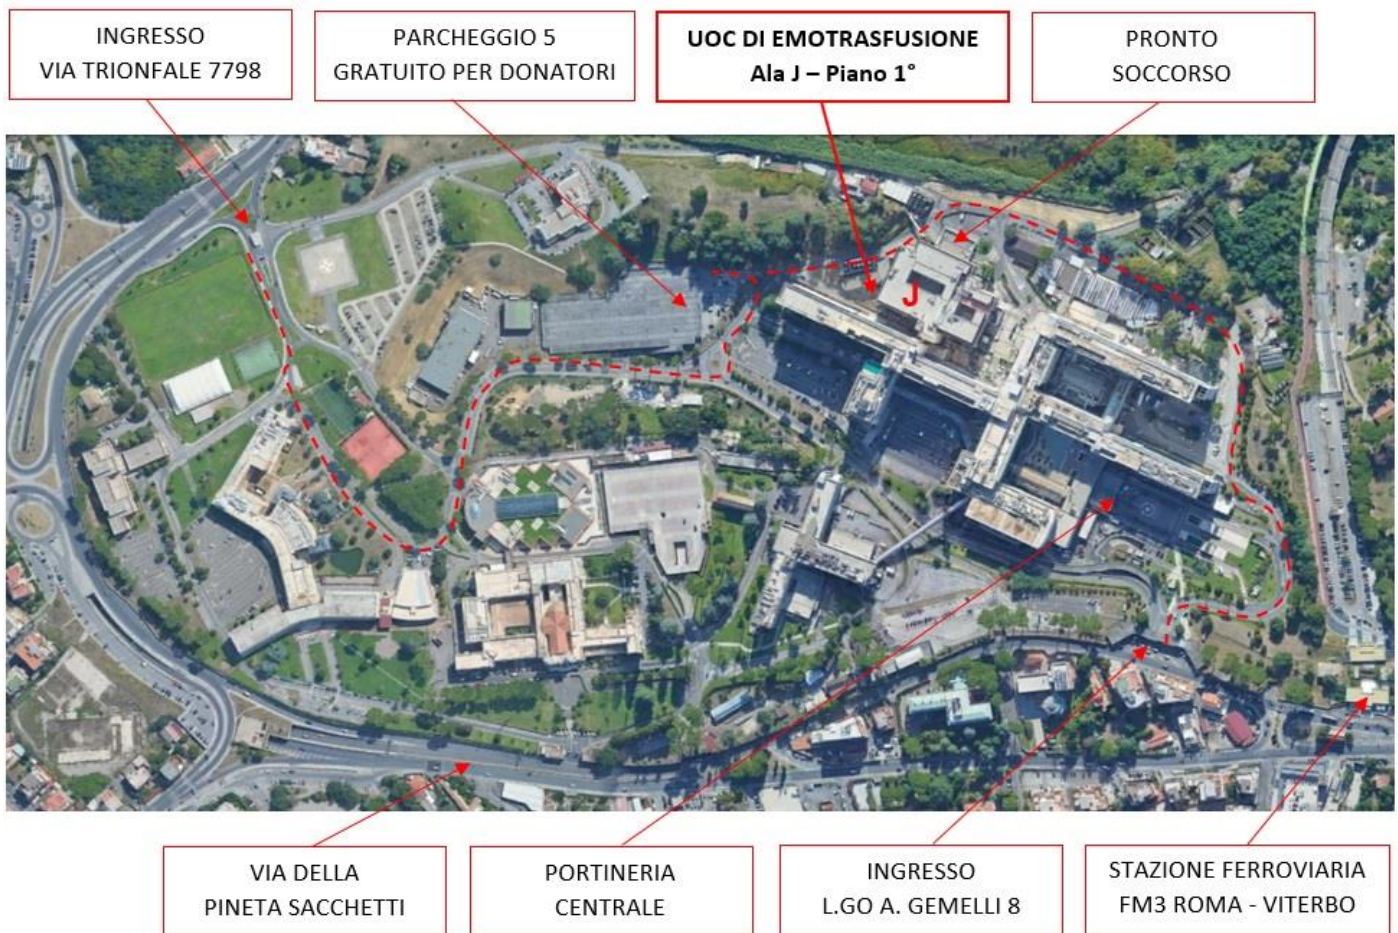 INGRESSO
VIA TRIONFALE 7798
PARCHEGGIO 5
GRATUITO PER DONATORI
UOC DI EMOTRASFUSIONE
Ala J – Piano 1°
PRONTO
SOCCORSO
J
VIA DELLA
PINETA SACCHETTI
PORTINERIA
CENTRALE
INGRESSO
L.GO A. GEMELLI 8
STAZIONE FERROVIARIA
FM3 ROMA - VITERBO